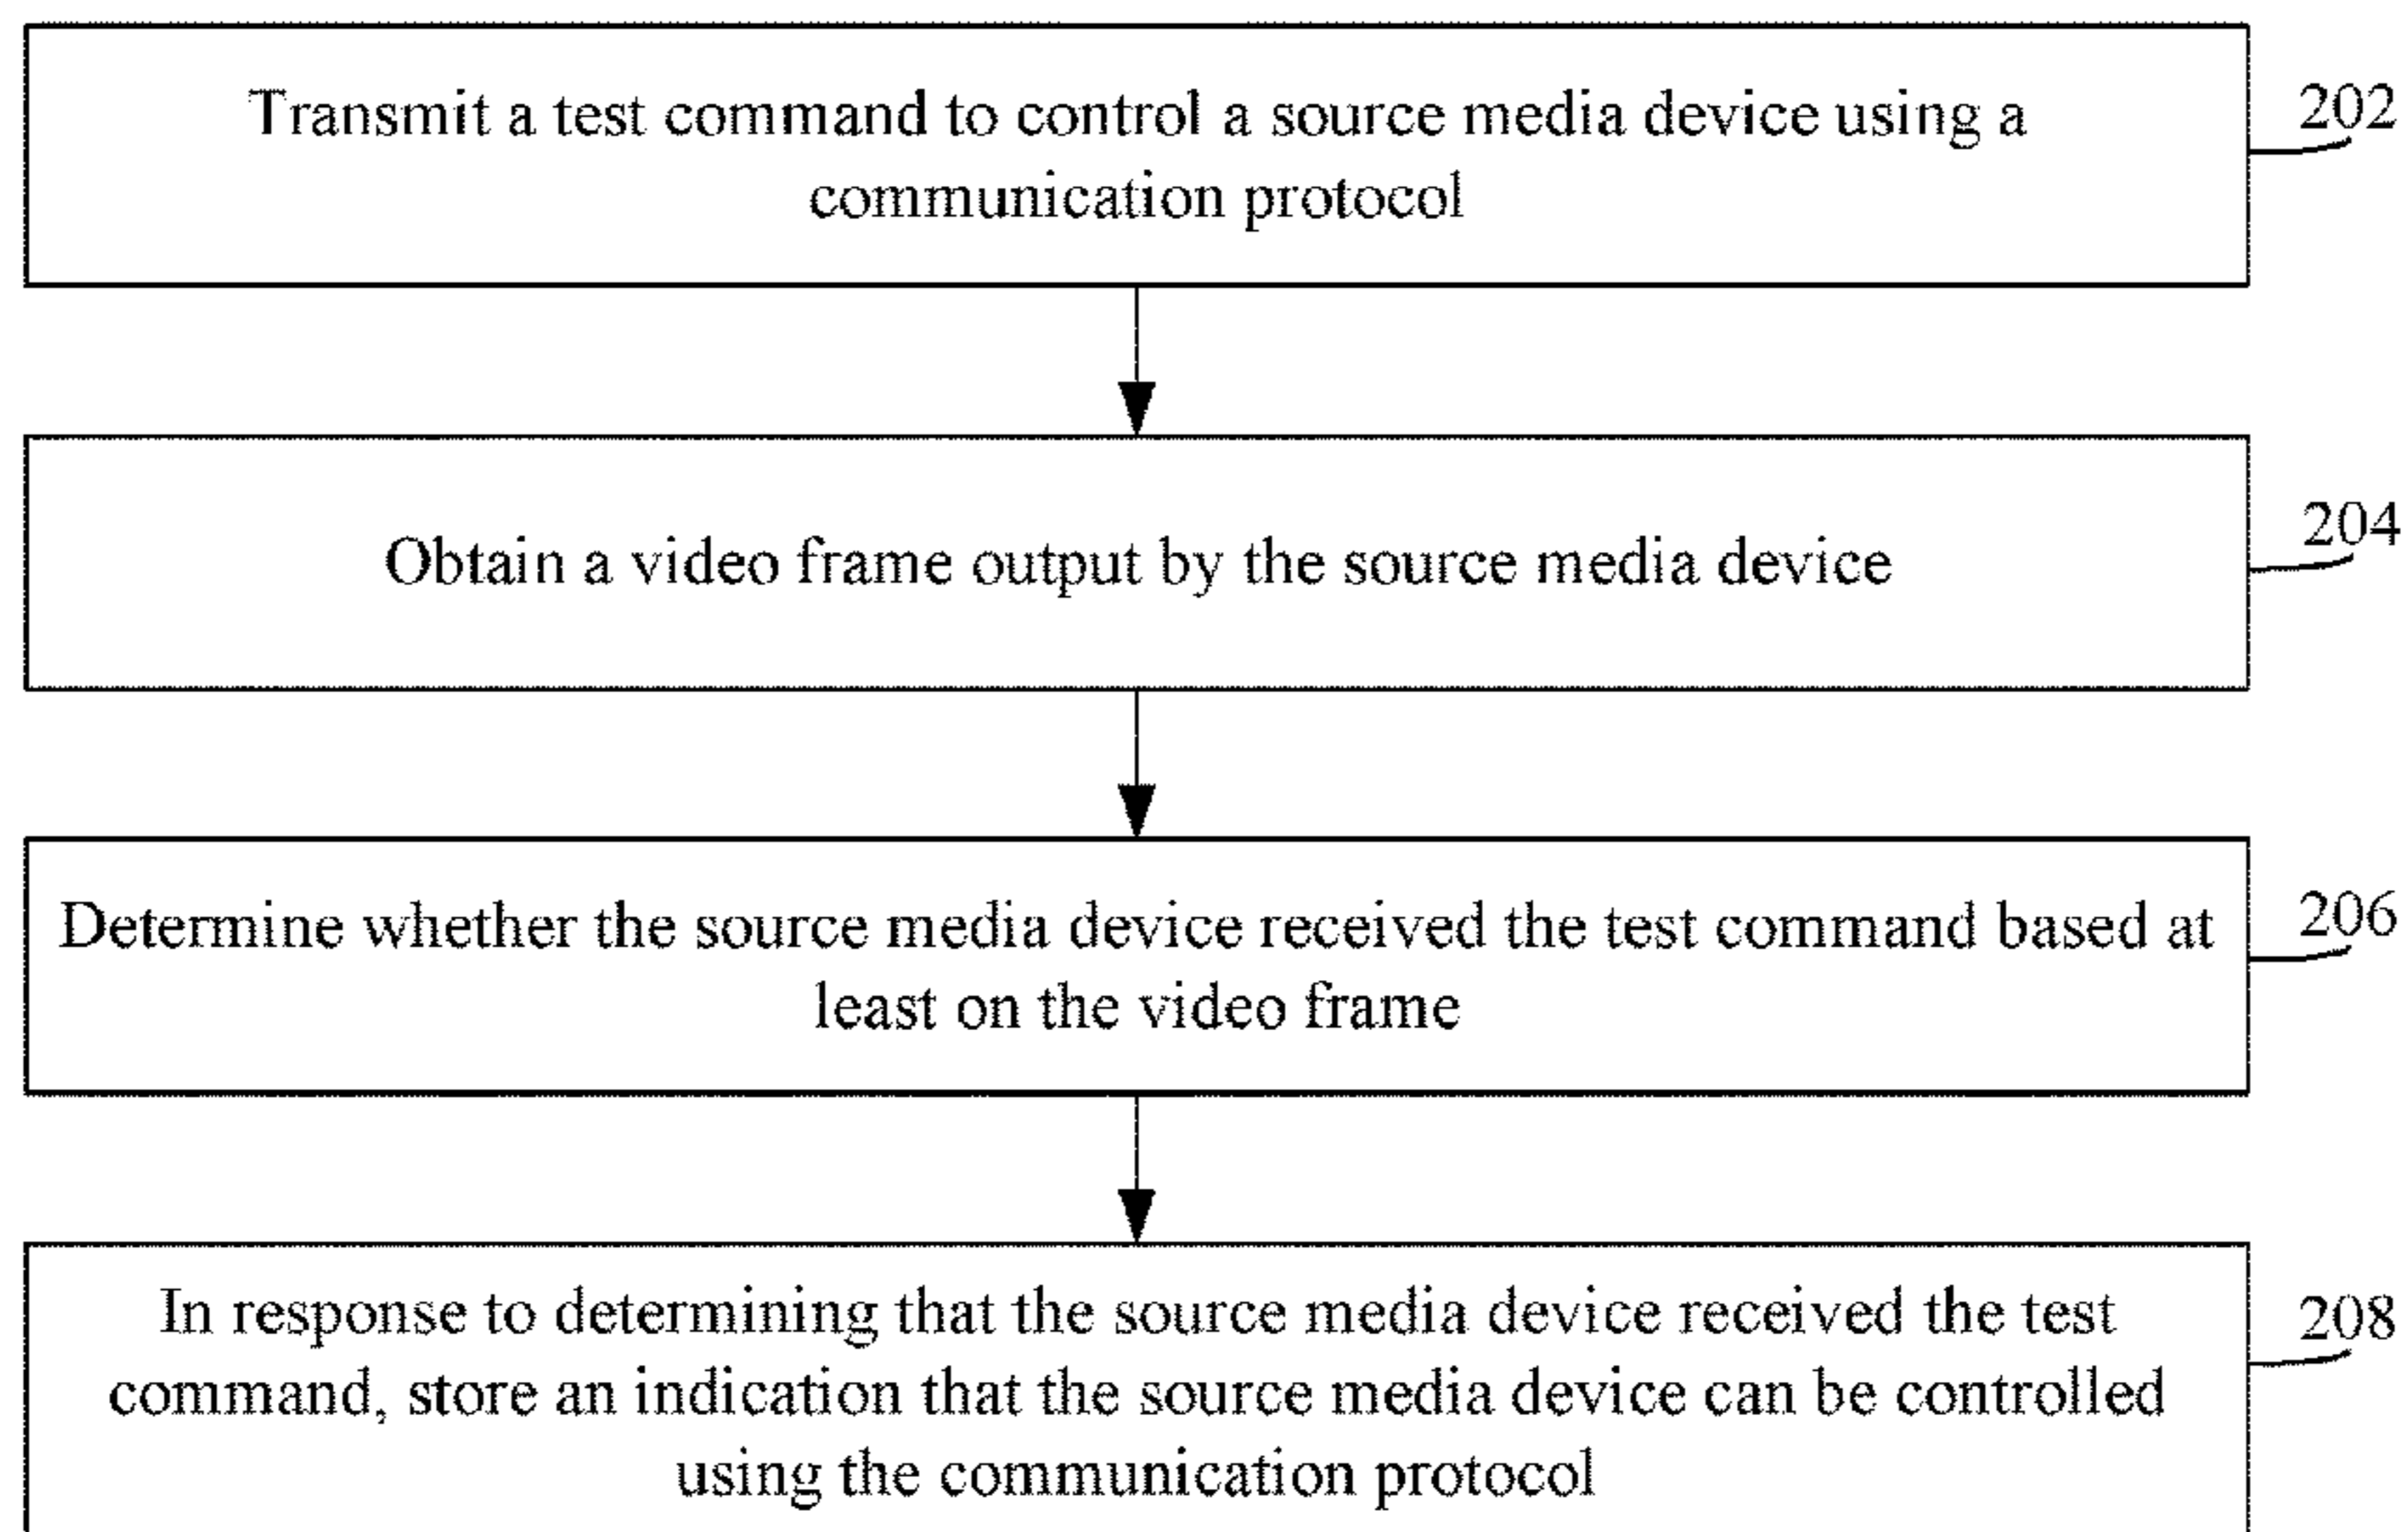 Transmit a test command to control a source media device using a
communication protocol
202
Obtain a video frame output by the source media device
204
Determine whether the source media device received the test command based at
least on the video frame
206
In response to determining that the source media device received the test
command, store an indication that the source media device can be controlled
using the communication protocol
208